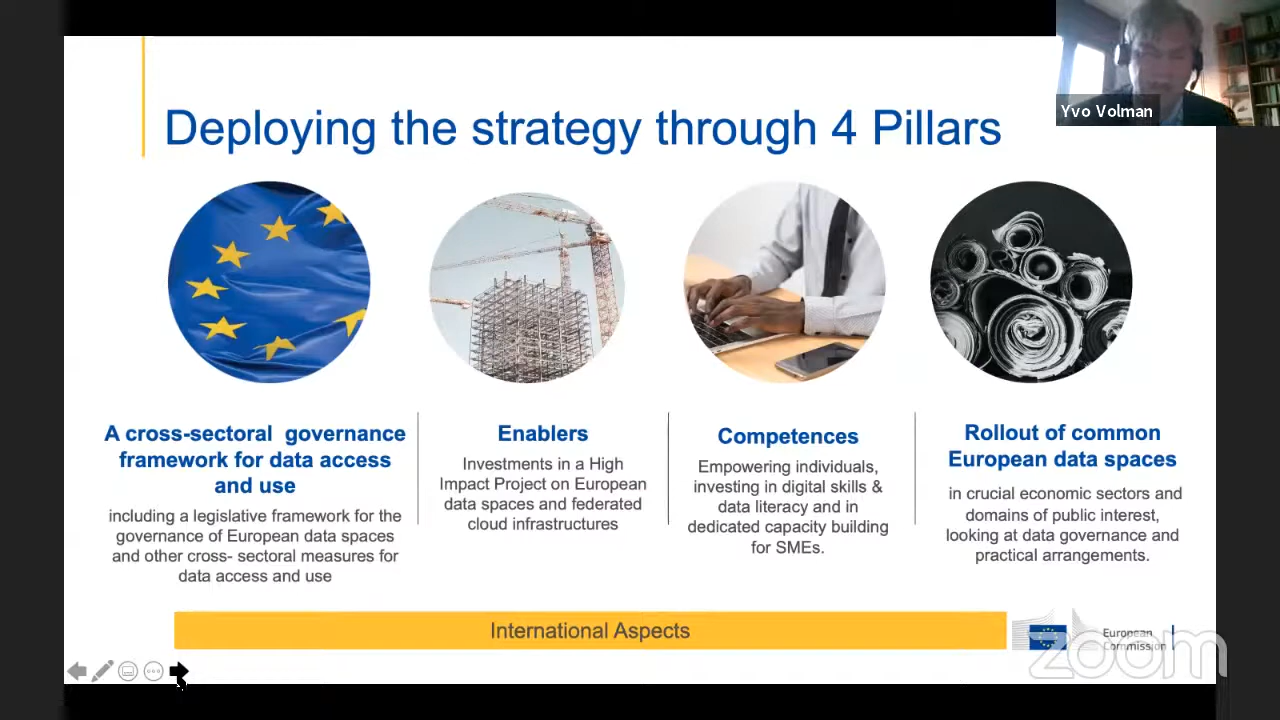 Yvo Volman
Deploying the strategy through 4 Pillars
A cross-sectoral governance
framework for data access
and use
including a legislative framework for the
governance of European data spaces
and other cross- sectoral measures for
data access and use
Enablers
Investments in a High
Impact Project on European
data spaces and federated
cloud infrastructures
Competences
Empowering individuals,
investing in digital skills &
data literacy and in
dedicated capacity building
for SMEs.
Rollout of common
European data spaces
in crucial economic sectors and
domains of public interest,
looking at data governance and
practical arrangements.
International Aspects
European
Commission
zoom